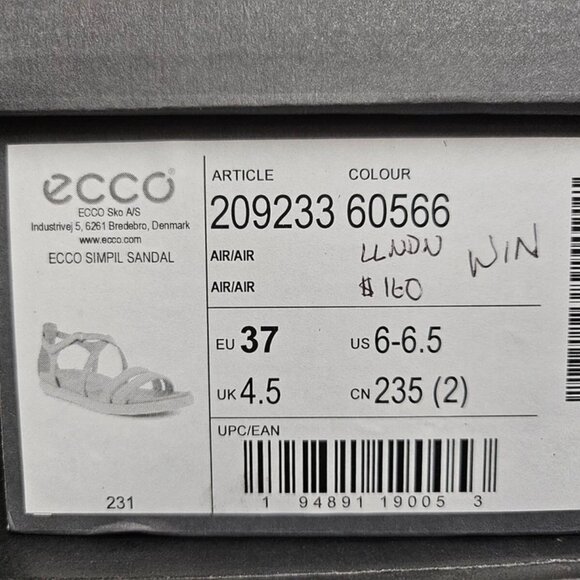 ecco®
ECCO Sko A/S
Industrivej 5, 6261 Bredebro, Denmark
www.ecco.com
ECCO SIMPIL SANDAL
231
ARTICLE COLOUR
209233 60566
AIR/AIR LLNDN WIN
AIR/AIR $160
EU 37 US 6-6.5
UK 4.5 CN 235 (2)
UPC/EAN
1 94891 19005 3